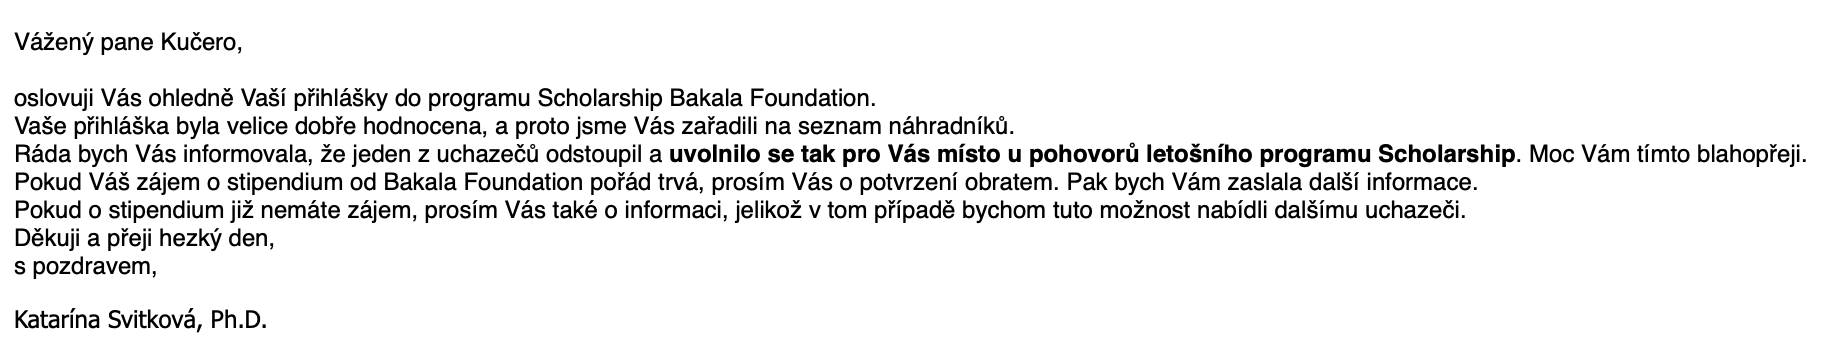 Vážený pane Kučero,
oslovuji Vás ohledně Vaší přihlášky do programu Scholarship Bakala Foundation.
Vaše přihláška byla velice dobře hodnocena, a proto jsme Vás zařadili na seznam náhradníků.
Ráda bych Vás informovala, že jeden z uchazečů odstoupil a uvolnilo se tak pro Vás místo u pohovorů letošního programu Scholarship. Moc Vám tímto blahopřeji.
Pokud Váš zájem o stipendium od Bakala Foundation pořád trvá, prosím Vás o potvrzení obratem. Pak bych Vám zaslala další informace.
Pokud o stipendium již nemáte zájem, prosím Vás také o informaci, jelikož v tom případě bychom tuto možnost nabídli dalšímu uchazeči.
Děkuji a přeji hezký den,
s pozdravem,
Katarína Svitková, Ph.D.